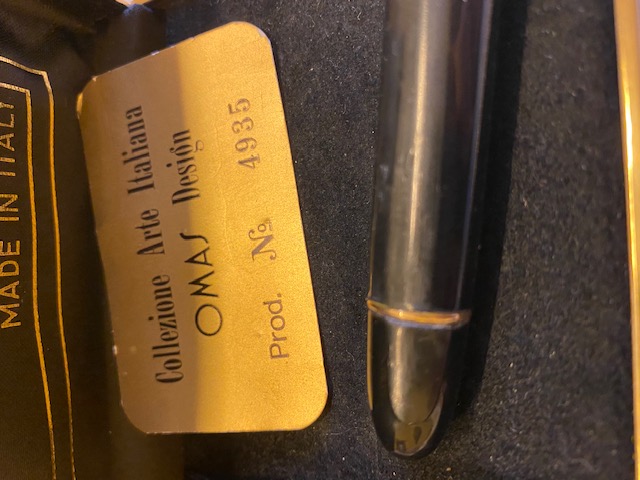 MADE IN ITALY
Collezione Arte Italiana
OMAS Design
Prod. Nº 4935